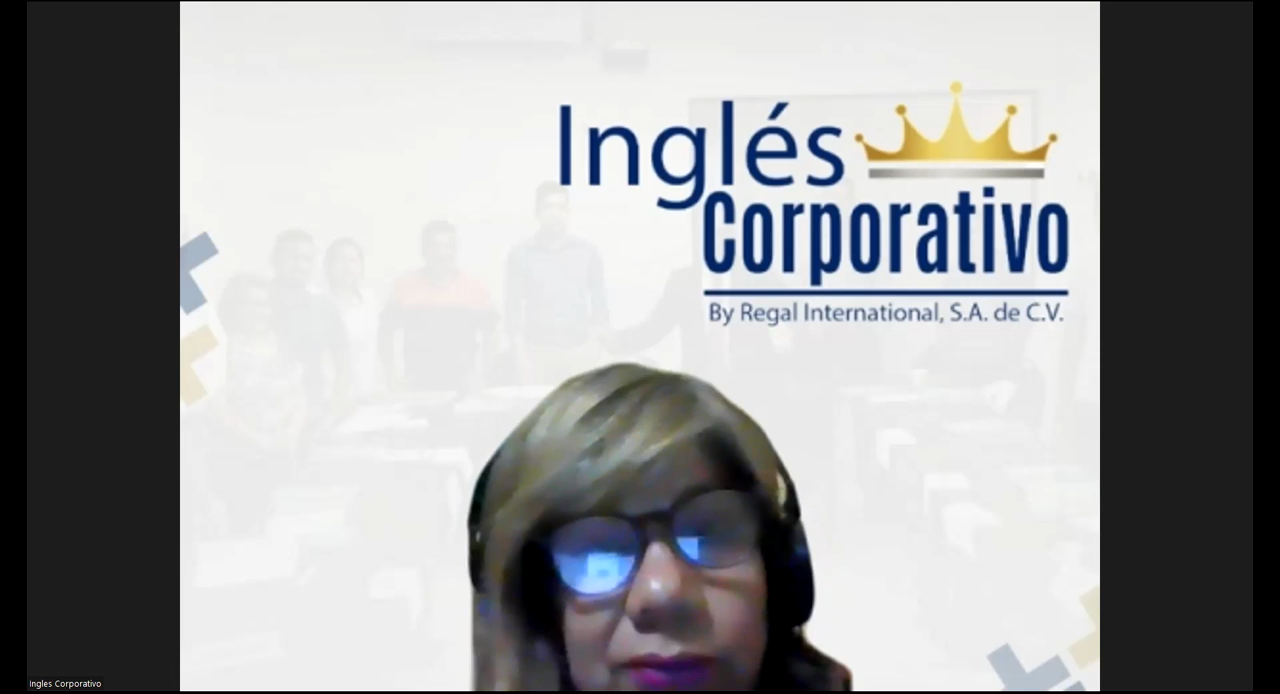 Inglés
Corporativo
By Regal International, S.A. de C.V.
Ingles Corporativo